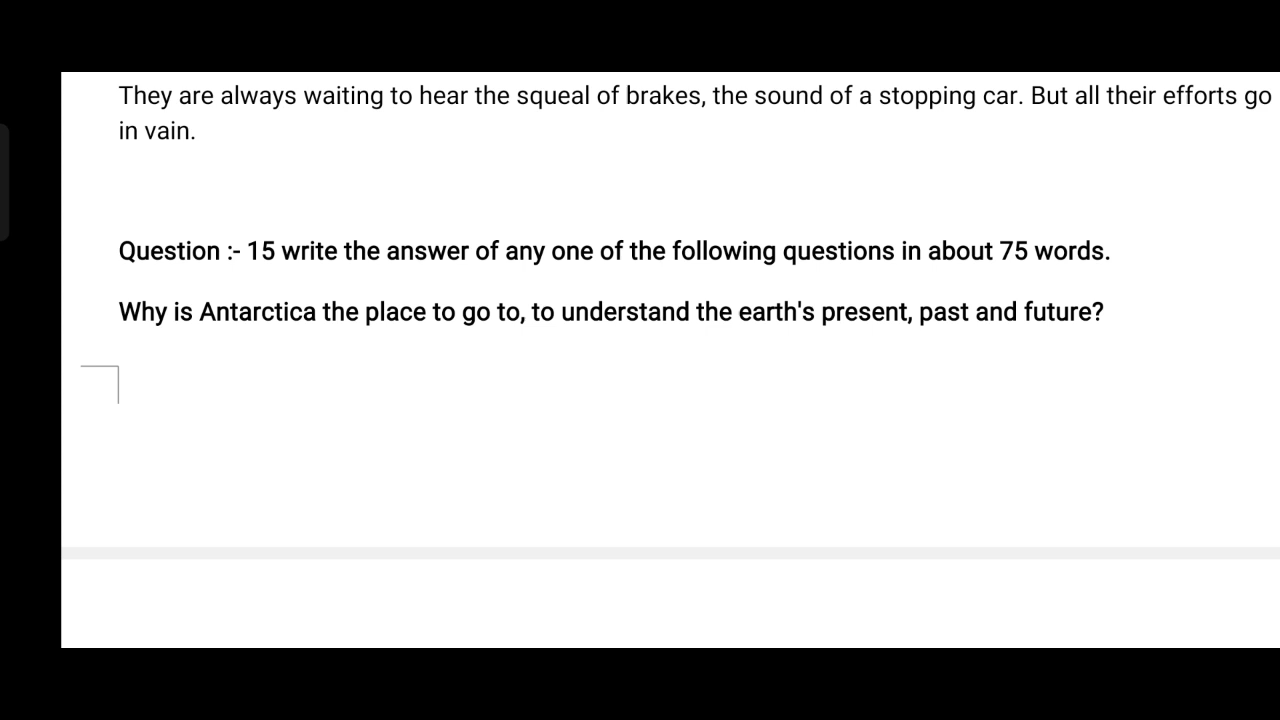 They are always waiting to hear the squeal of brakes, the sound of a stopping car. But all their efforts go
in vain.
Question :- 15 write the answer of any one of the following questions in about 75 words.
Why is Antarctica the place to go to, to understand the earth's present, past and future?